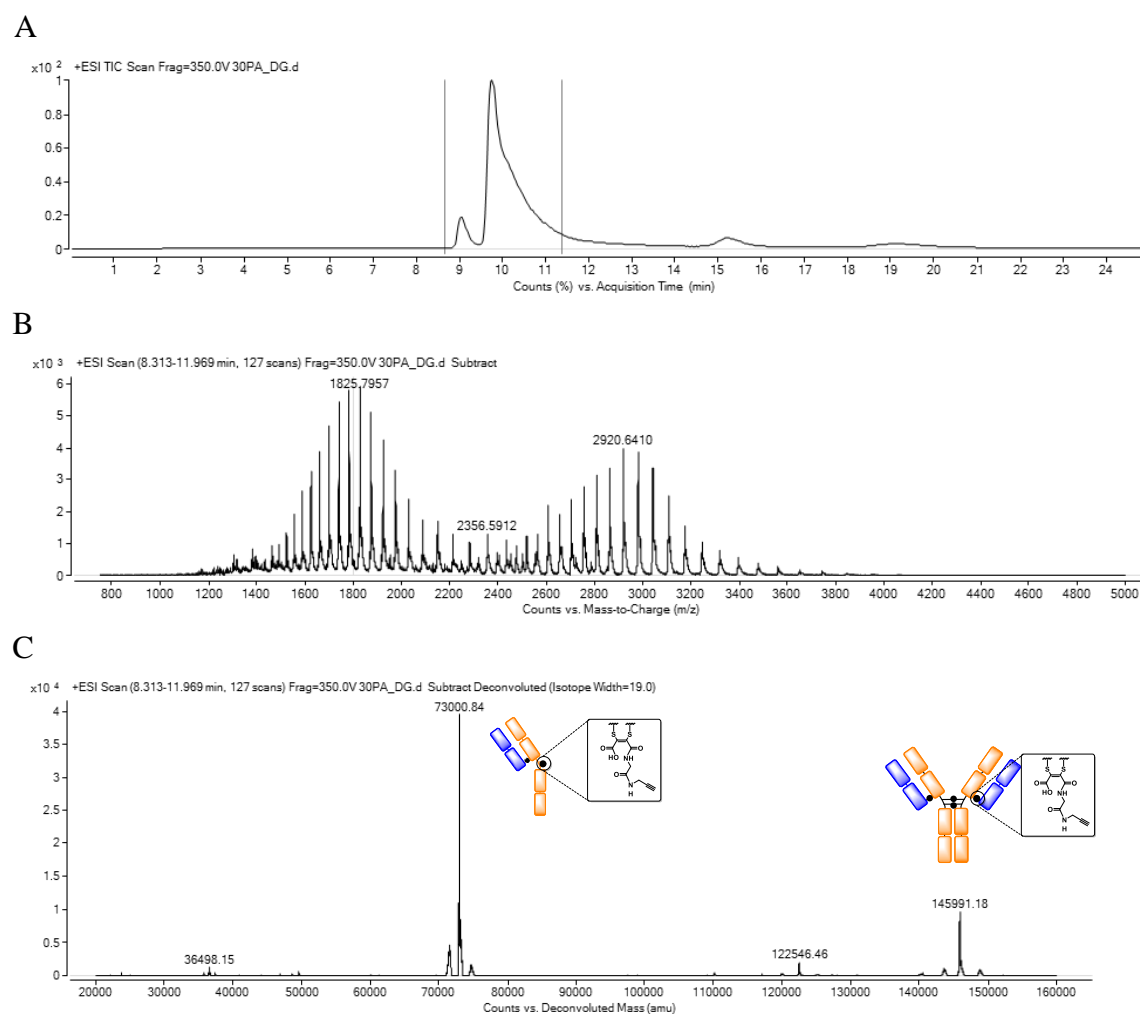 A
+ESI TIC Scan Frag=350.0V 30PA_DG.d
x10 2
1
0.8
0.6
0.4
0.2
0
1 2 3 4 5 6 7 8 9 10 11 12 13 14 15 16 17 18 19 20 21 22 23 24
Counts (%) vs. Acquisition Time (min)
B
+ESI Scan (8.313-11.969 min, 127 scans) Frag=350.0V 30PA_DG.d Subtract
x10 3
1825.7957
2920.6410
2356.5912
6
5
4
3
2
1
0
800 1000 1200 1400 1600 1800 2000 2200 2400 2600 2800 3000 3200 3400 3600 3800 4000 4200 4400 4600 4800 5000
Counts vs. Mass-to-Charge (m/z)
C
+ESI Scan (8.313-11.969 min, 127 scans) Frag=350.0V 30PA_DG.d Subtract Deconvoluted (Isotope Width=19.0)
x10 4
73000.84
S S
O O
HO NH
O
N
H
S S
O O
HO NH
O
N
H
145991.18
122546.46
36498.15
4
3.5
3
2.5
2
1.5
1
0.5
0
20000 30000 40000 50000 60000 70000 80000 90000 100000 110000 120000 130000 140000 150000 160000
Counts vs. Deconvoluted Mass (amu)